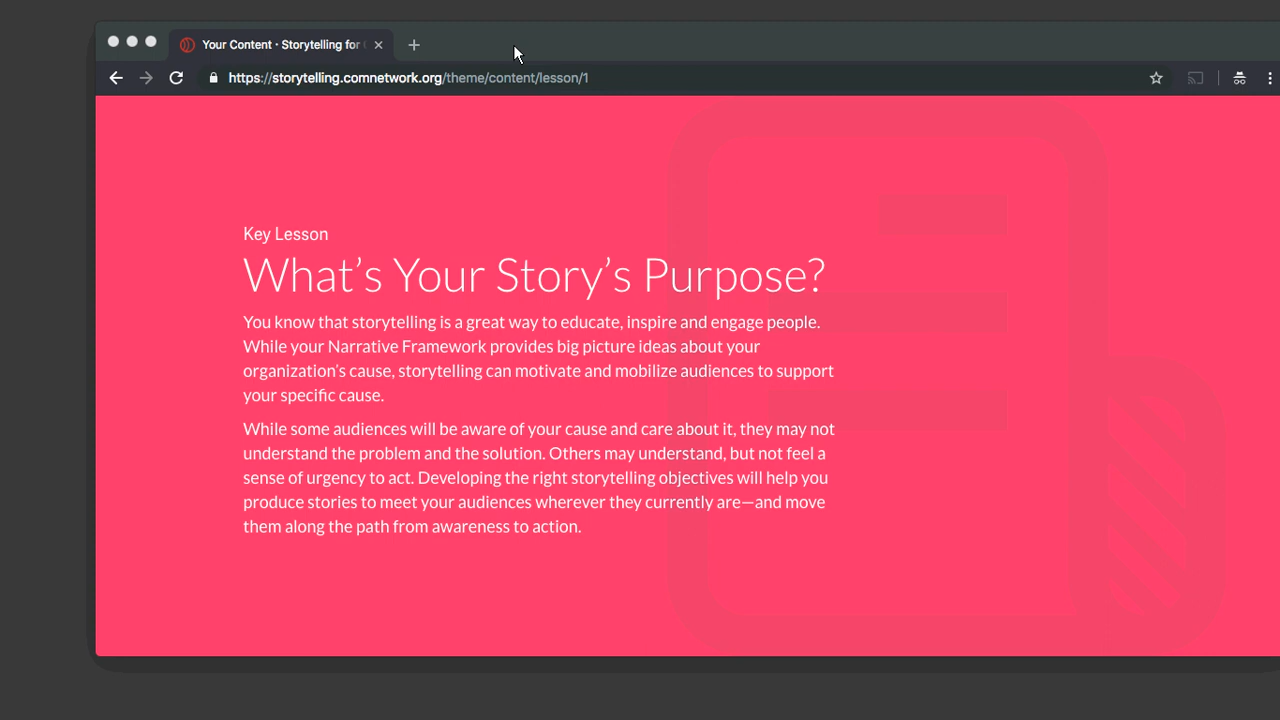 Your Content · Storytelling for
https://storytelling.comnetwork.org/theme/content/lesson/1
Key Lesson
What’s Your Story’s Purpose?
You know that storytelling is a great way to educate, inspire and engage people.
While your Narrative Framework provides big picture ideas about your
organization’s cause, storytelling can motivate and mobilize audiences to support
your specific cause.
While some audiences will be aware of your cause and care about it, they may not
understand the problem and the solution. Others may understand, but not feel a
sense of urgency to act. Developing the right storytelling objectives will help you
produce stories to meet your audiences wherever they currently are—and move
them along the path from awareness to action.